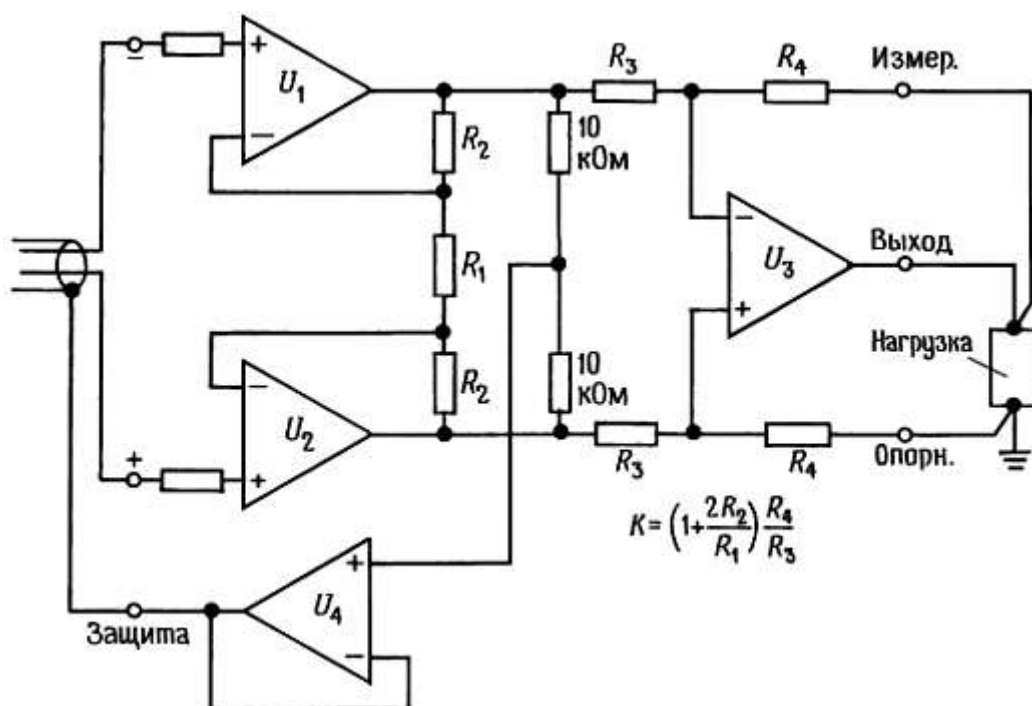 −
+
U₁
−
R₂
R₁
R₂
10
кОм
10
кОм
R₃
R₄
Измер.
−
U₃
+
Выход
Нагрузка
+
−
U₂
+
R₃
R₄
Опорн.
K = (1 + 2R₂/R₁) R₄/R₃
+
U₄
−
Защита